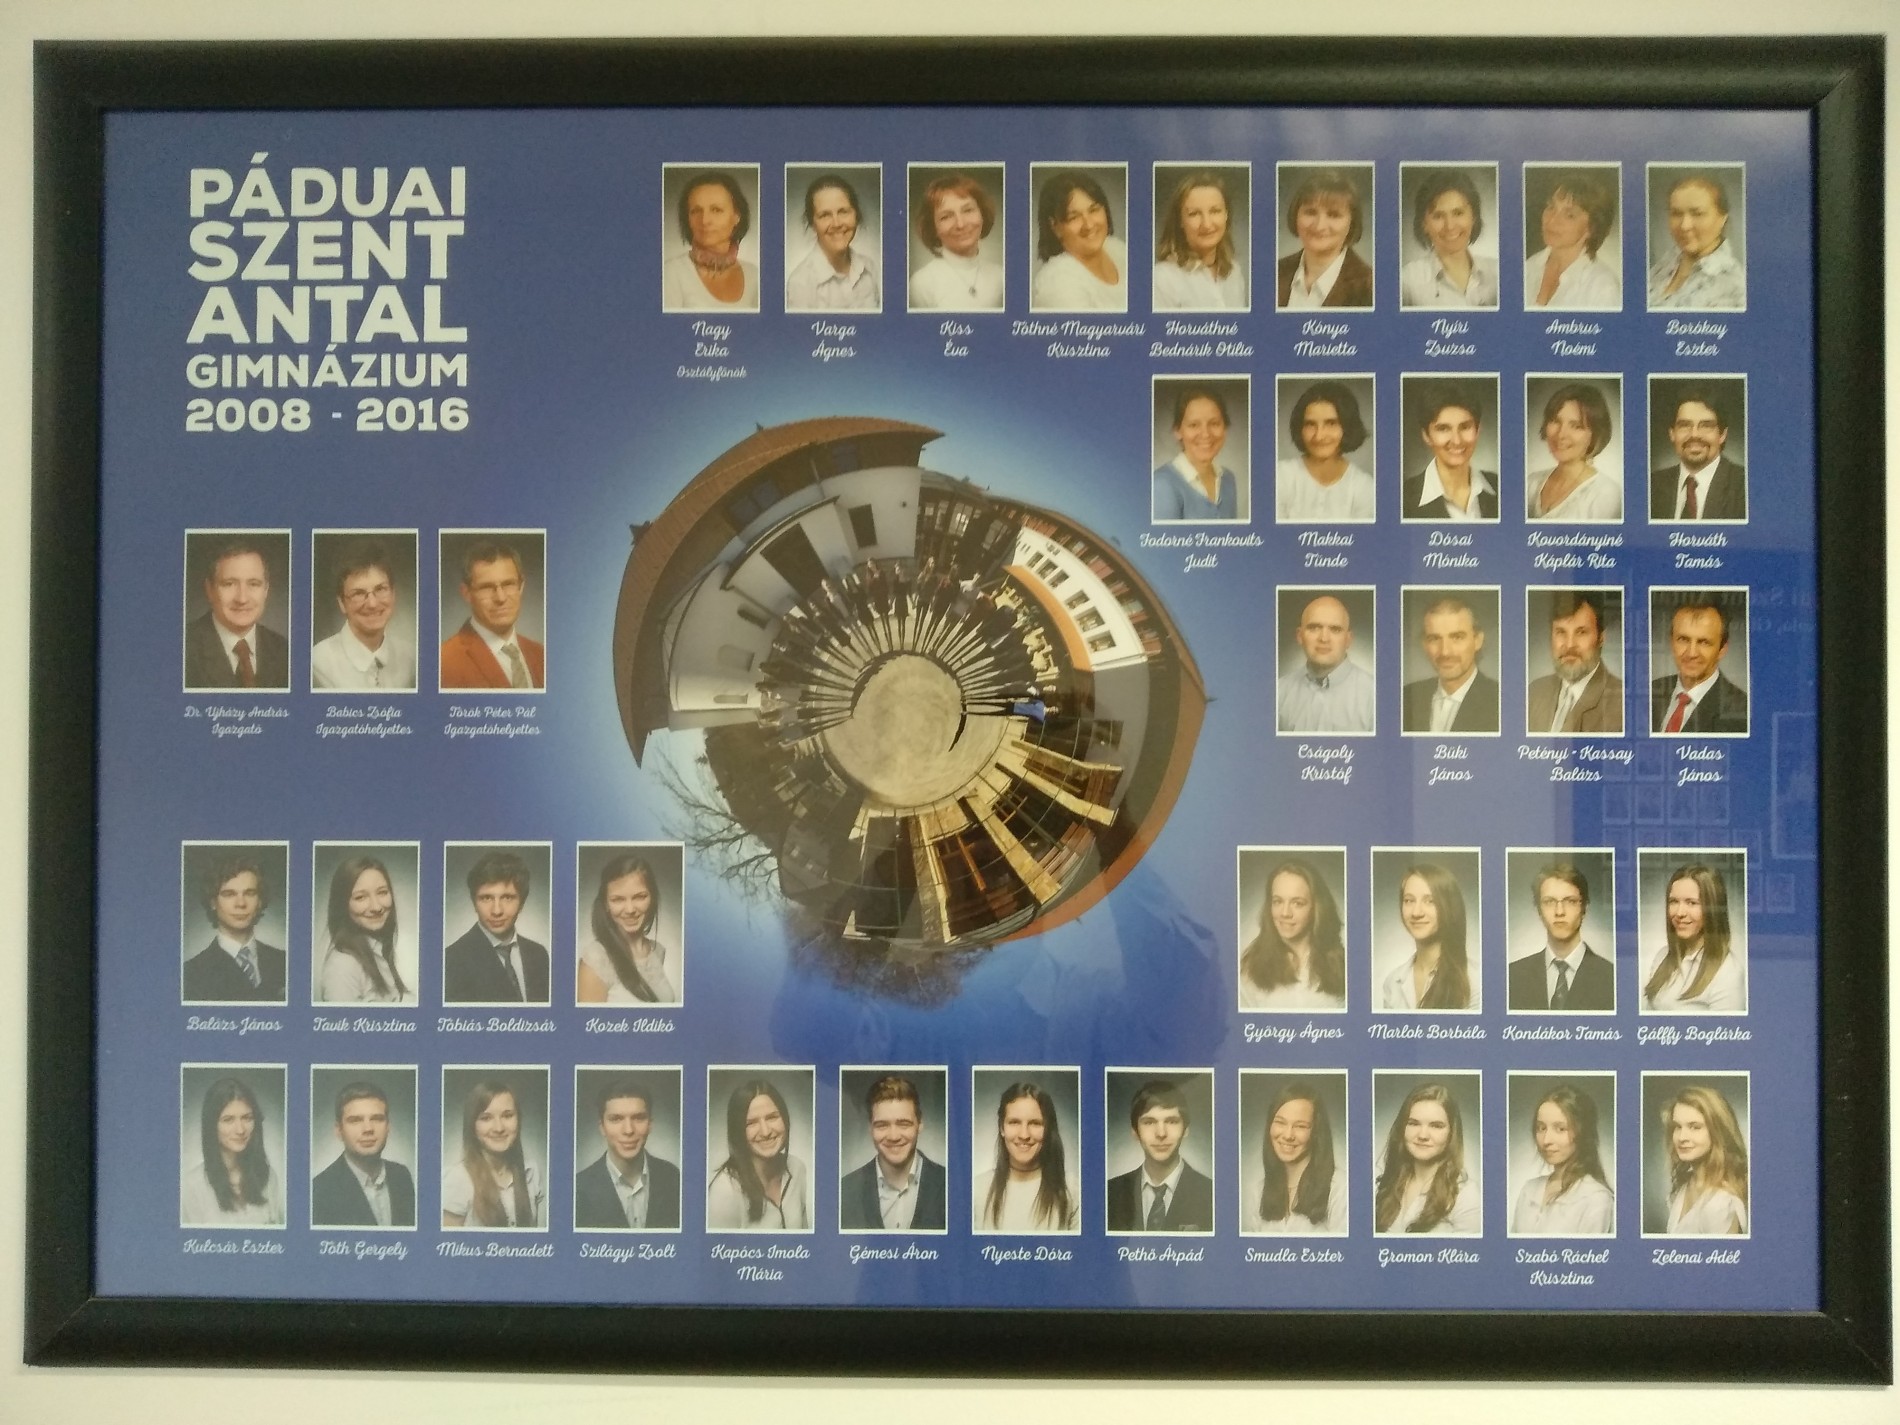 PÁDUAI
SZENT
ANTAL
GIMNÁZIUM
2008 - 2016
Nagy
Erika
Osztályfőnök
Varga
Ágnes
Kiss
Éva
Tóthné Magyarvári
Krisztina
Horváthné
Bednárik Otília
Kónya
Marietta
Nyíri
Zsuzsa
Ambrus
Noémi
Borókay
Eszter
Todorné Frankovits
Judit
Makkai
Tünde
Dósai
Mónika
Kovordányiné
Káplár Rita
Horváth
Tamás
Dr. Ujházy András
Igazgató
Babics Zsófia
Igazgatóhelyettes
Török Péter Pál
Igazgatóhelyettes
Cságoly
Kristóf
Büki
János
Petényi - Kassay
Balázs
Vadas
János
Balázs János
Tavik Krisztina
Tóbiás Boldizsár
Kozek Ildikó
György Ágnes
Marlok Borbála
Kondákor Tamás
Gálffy Boglárka
Kulcsár Eszter
Tóth Gergely
Mikus Bernadett
Szilágyi Zsolt
Kapócs Imola
Mária
Gémesi Áron
Nyeste Dóra
Pethő Árpád
Smudla Eszter
Gromon Klára
Szabó Ráchel
Krisztina
Zelenai Adél